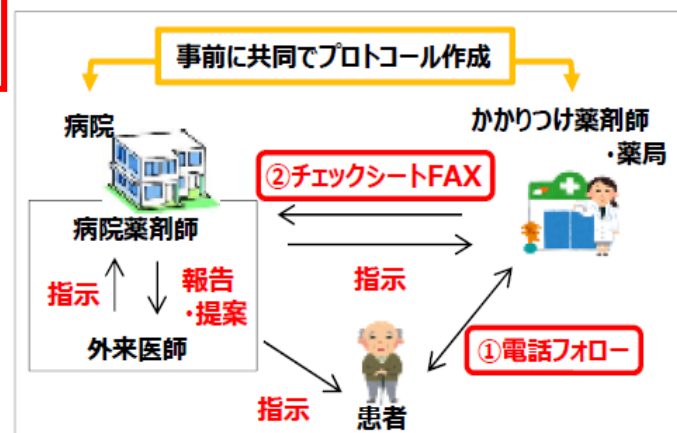 事前に共同でプロトコール作成
病院
かかりつけ薬剤師
・薬局
②チェックシートFAX
病院薬剤師
指示
報告
・提案
指示
外来医師
①電話フォロー
指示
患者